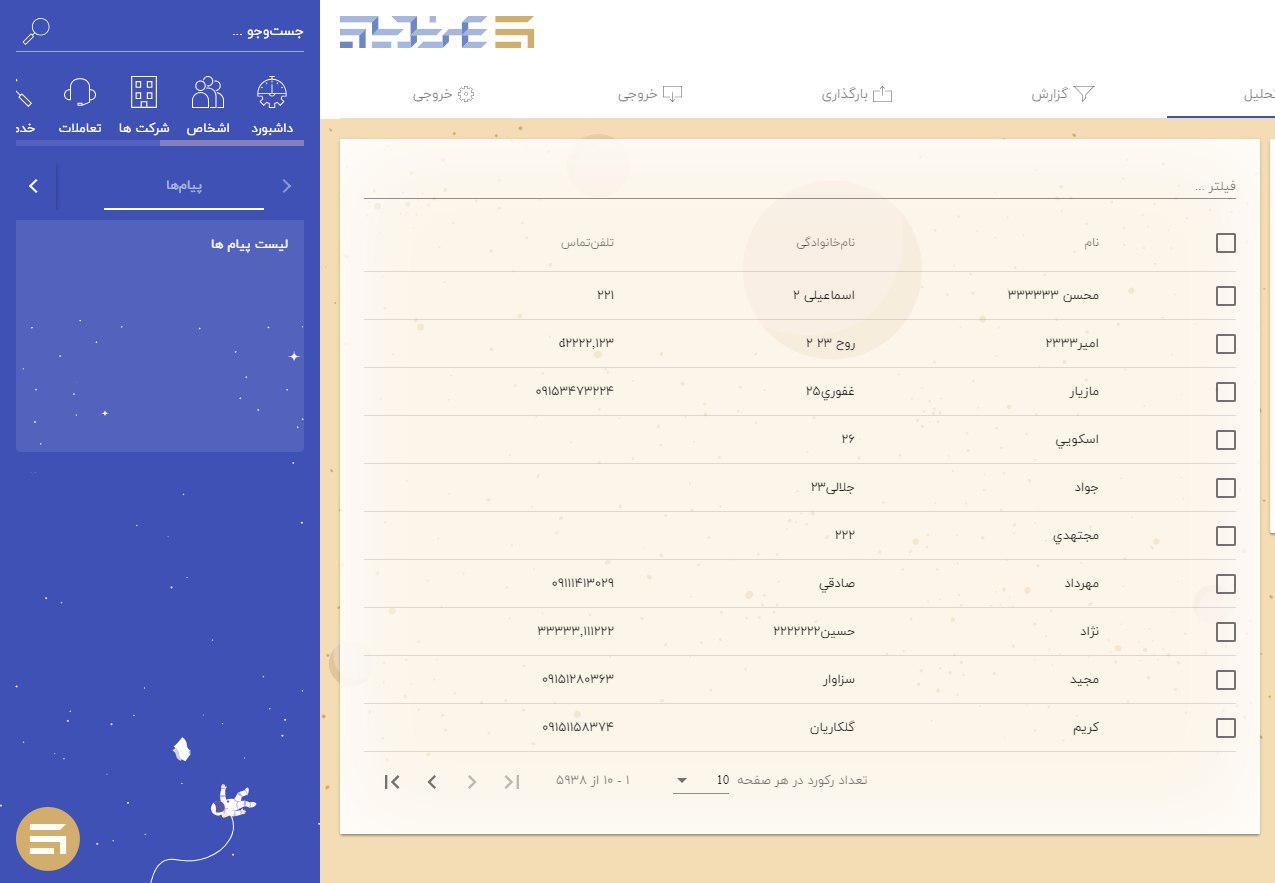 جست‌وجو ...
داشبورد
اشخاص
شرکت ها
تعاملات
خده
پیام‌ها
لیست پیام ها
تحلیل
گزارش
بارگذاری
خروجی
خروجی
فیلتر ...
نام نام‌خانوادگی تلفن‌تماس
محسن ۳۳۳۳۳۳ اسماعیلی ۲ ۲۲۱
امیر۲۳۳۳ روح ۲۳ ۲ d۲۲۲۲,۱۲۳
مازیار غفوري۲۵ ۰۹۱۵۳۴۷۳۲۲۴
اسکویي ۲۶
جواد جلالی۲۳
مجتهدي ۲۲۲
مهرداد صادقي ۰۹۱۱۱۴۱۳۰۲۹
نژاد حسین۲۲۲۲۲۲۲ ۳۳۳۳۳,۱۱۱۲۲۲
مجید سزاوار ۰۹۱۵۱۲۸۰۳۶۳
کریم گلکاریان ۰۹۱۵۱۱۵۸۳۷۴
تعداد رکورد در هر صفحه 10 ۱ - ۱۰ از ۵۹۳۸